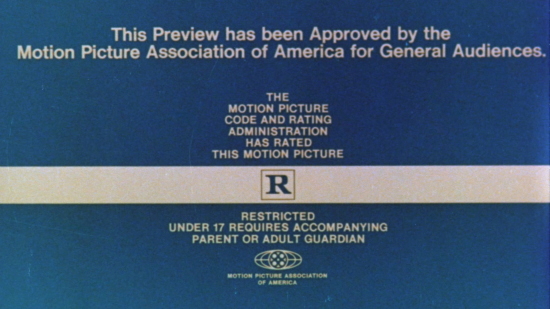 This Preview has been Approved by the
Motion Picture Association of America for General Audiences.
THE
MOTION PICTURE
CODE AND RATING
ADMINISTRATION
HAS RATED
THIS MOTION PICTURE
R
RESTRICTED
UNDER 17 REQUIRES ACCOMPANYING
PARENT OR ADULT GUARDIAN
MOTION PICTURE ASSOCIATION
OF AMERICA